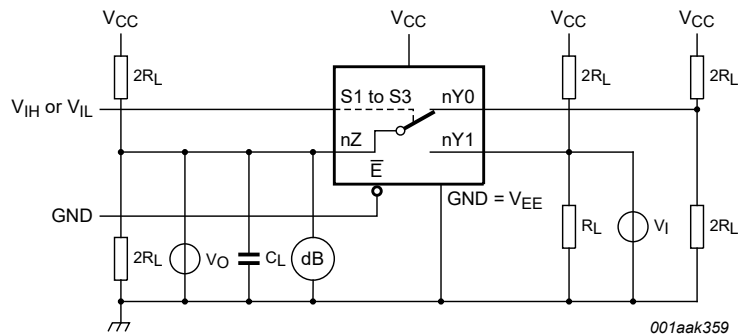 VCC VCC VCC VCC
2RL 2RL 2RL
VIH or VIL S1 to S3 nY0
nZ nY1
E
GND GND = VEE
2RL VO CL dB RL VI 2RL
001aak359